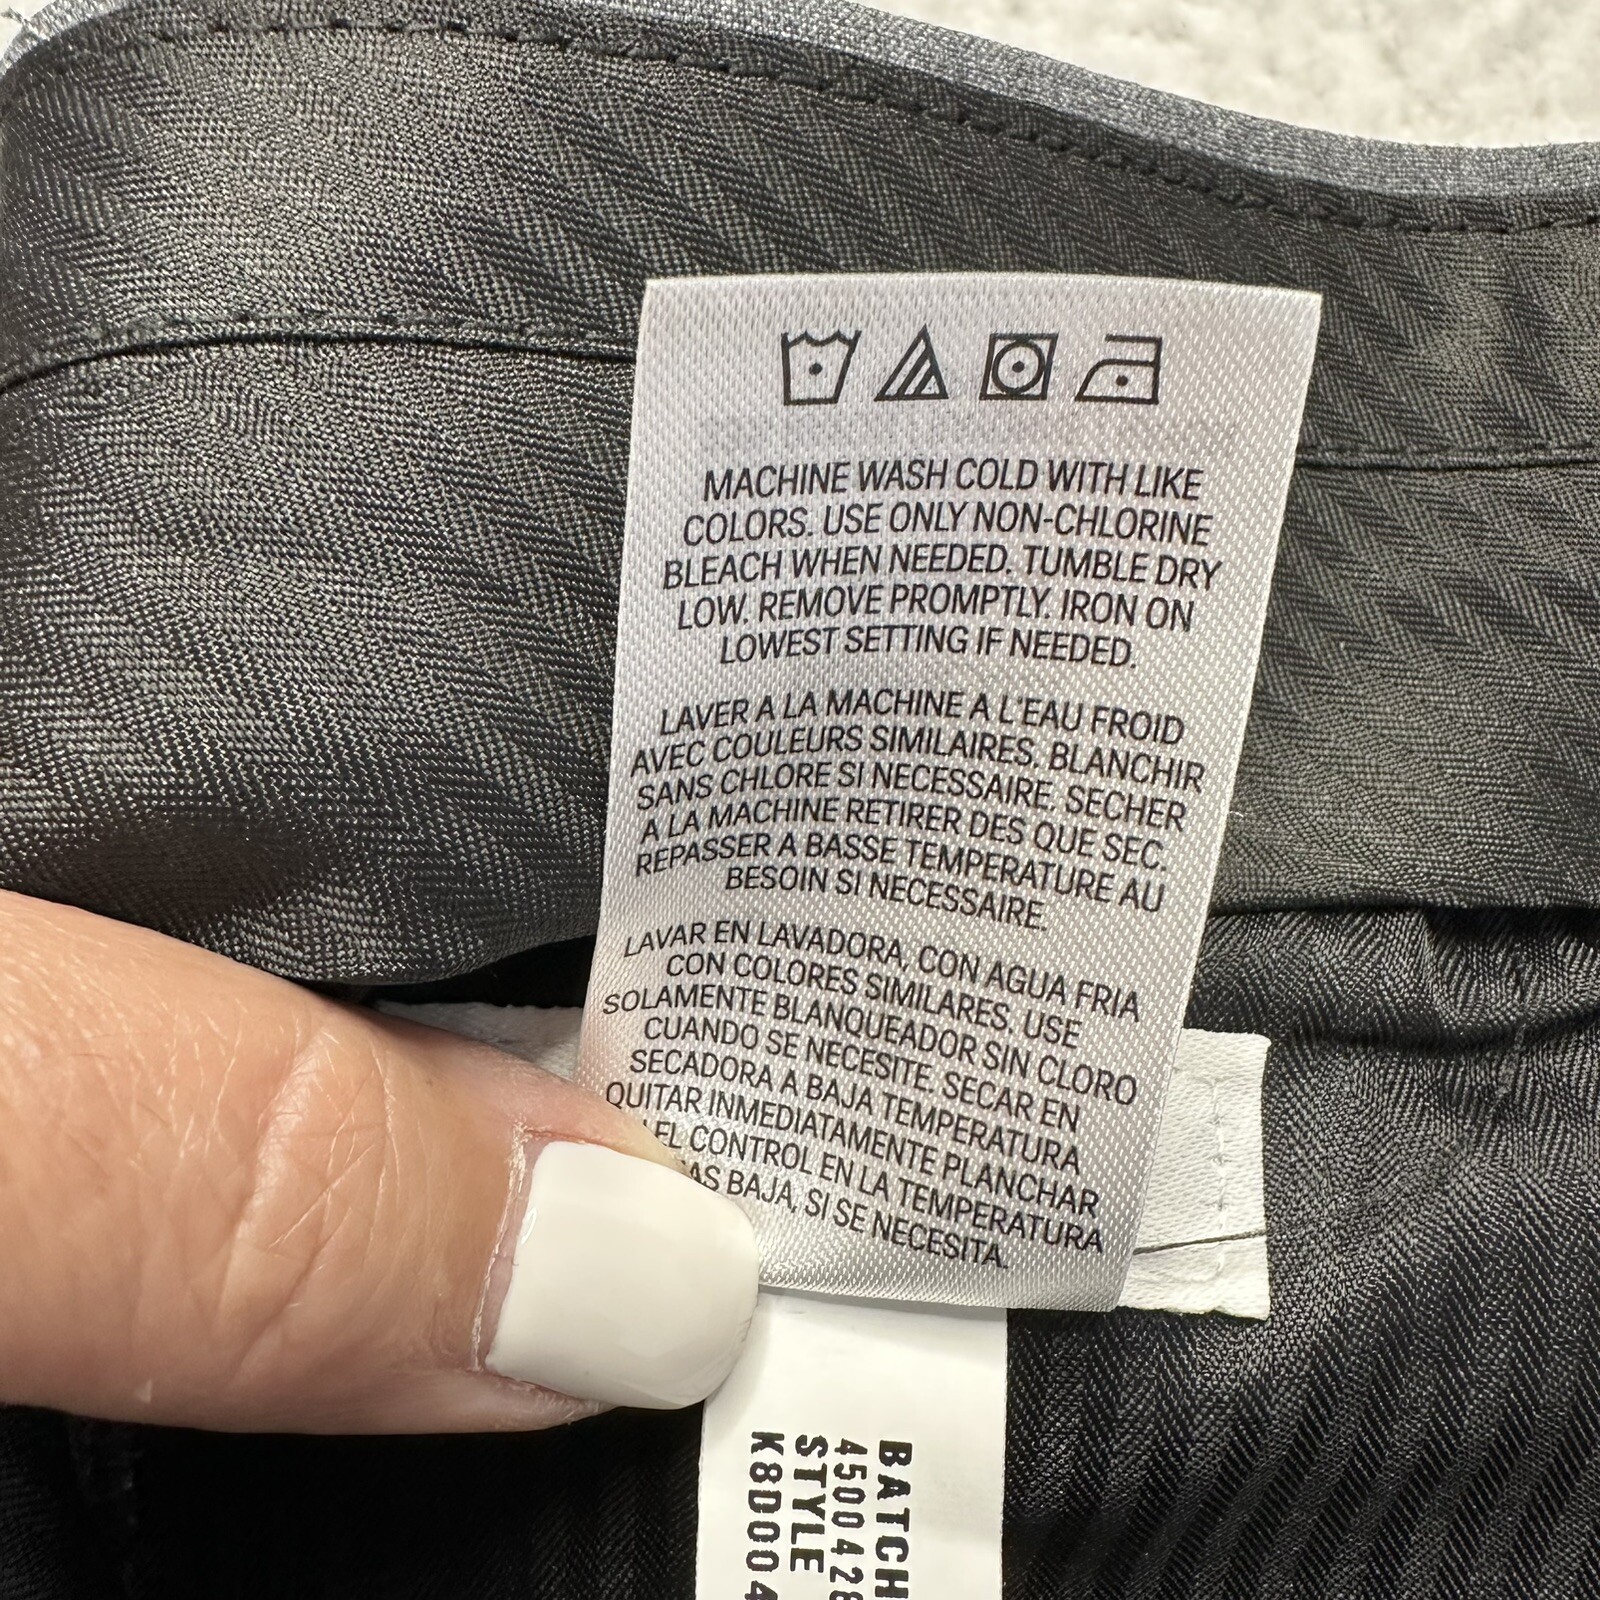 MACHINE WASH COLD WITH LIKE
COLORS. USE ONLY NON-CHLORINE
BLEACH WHEN NEEDED. TUMBLE DRY
LOW. REMOVE PROMPTLY. IRON ON
LOWEST SETTING IF NEEDED.
LAVER A LA MACHINE A L'EAU FROID
AVEC COULEURS SIMILAIRES. BLANCHIR
SANS CHLORE SI NECESSAIRE. SECHER
A LA MACHINE RETIRER DES QUE SEC.
REPASSER A BASSE TEMPERATURE AU
BESOIN SI NECESSAIRE.
LAVAR EN LAVADORA, CON AGUA FRIA
CON COLORES SIMILARES. USE
SOLAMENTE BLANQUEADOR SIN CLORO
CUANDO SE NECESITE. SECAR EN
SECADORA A BAJA TEMPERATURA
QUITAR INMEDIATAMENTE PLANCHAR
EL CONTROL EN LA TEMPERATURA
BAJA, SI SE NECESITA.
BATCH
4500428
STYLE
K8D004